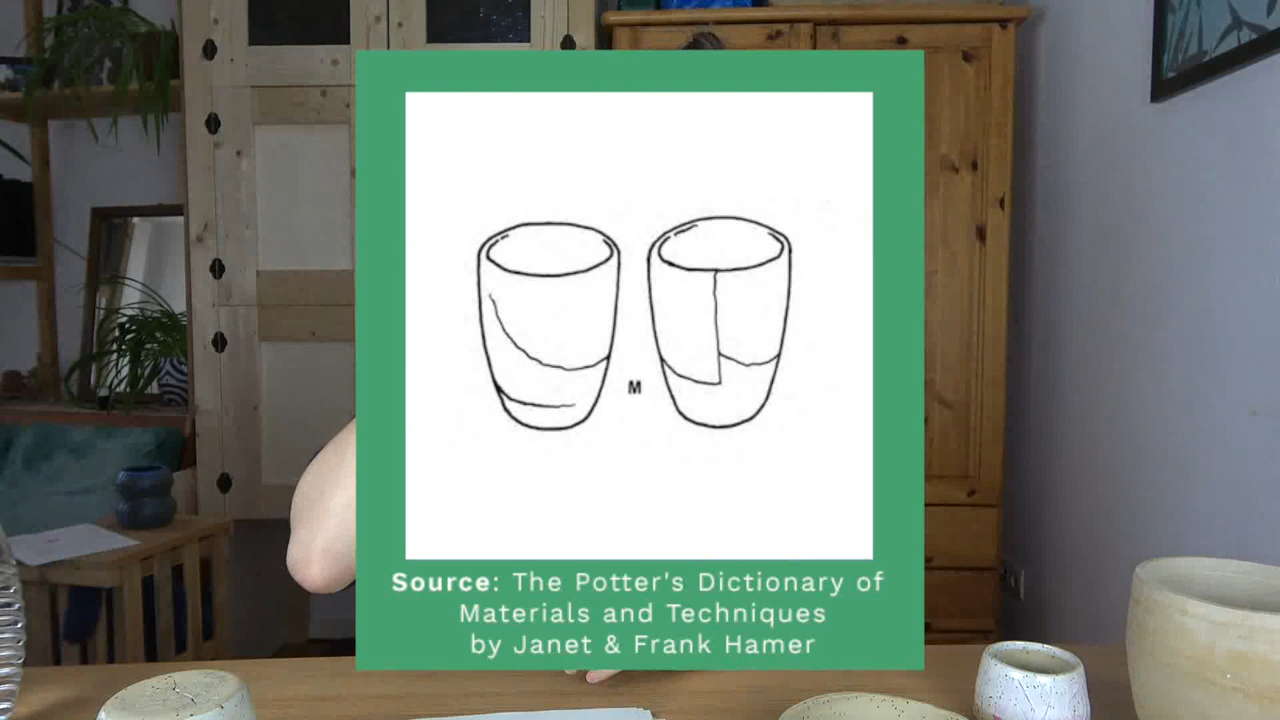 M
Source: The Potter's Dictionary of
Materials and Techniques
by Janet & Frank Hamer